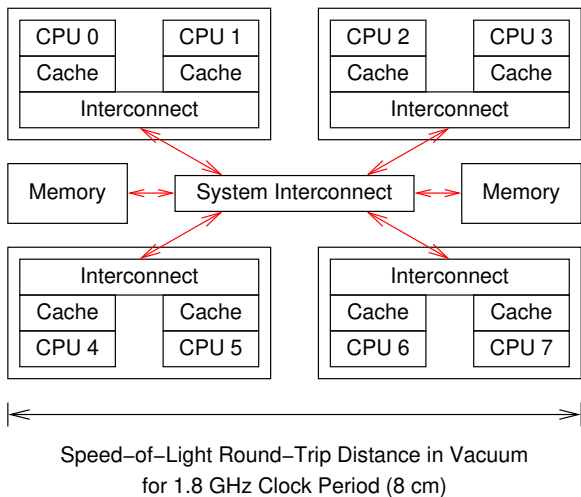 CPU 0 CPU 1 CPU 2 CPU 3
Cache Cache Cache Cache
Interconnect Interconnect
Memory System Interconnect Memory
Interconnect Interconnect
Cache Cache Cache Cache
CPU 4 CPU 5 CPU 6 CPU 7
Speed−of−Light Round−Trip Distance in Vacuum
for 1.8 GHz Clock Period (8 cm)